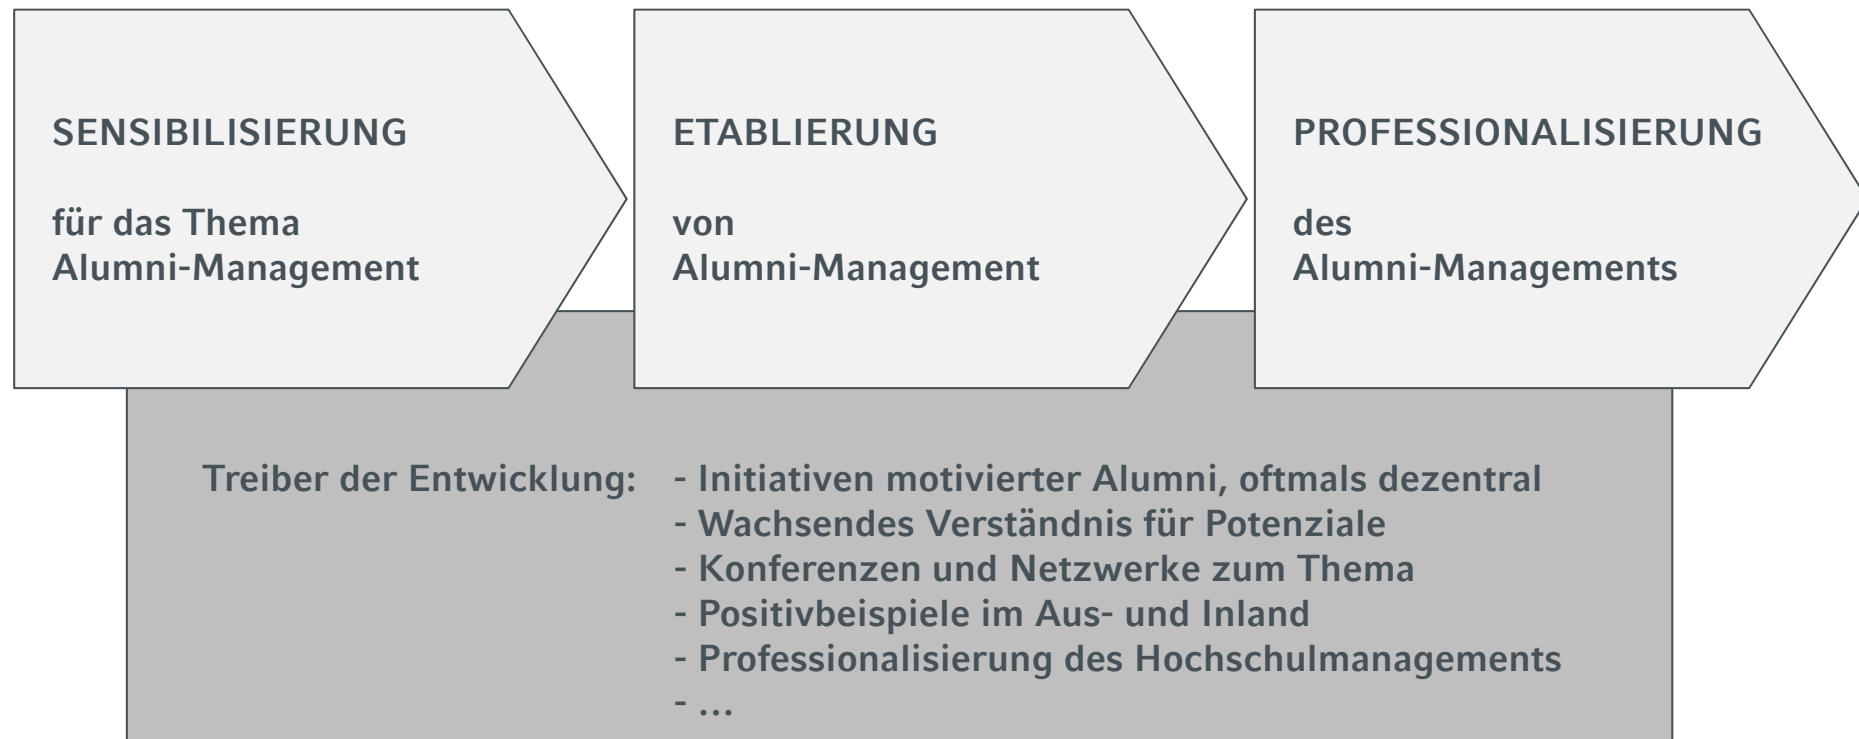 SENSIBILISIERUNG
für das Thema
Alumni-Management
ETABLIERUNG
von
Alumni-Management
PROFESSIONALISIERUNG
des
Alumni-Managements
Treiber der Entwicklung:
- Initiativen motivierter Alumni, oftmals dezentral
- Wachsendes Verständnis für Potenziale
- Konferenzen und Netzwerke zum Thema
- Positivbeispiele im Aus- und Inland
- Professionalisierung des Hochschulmanagements
- …